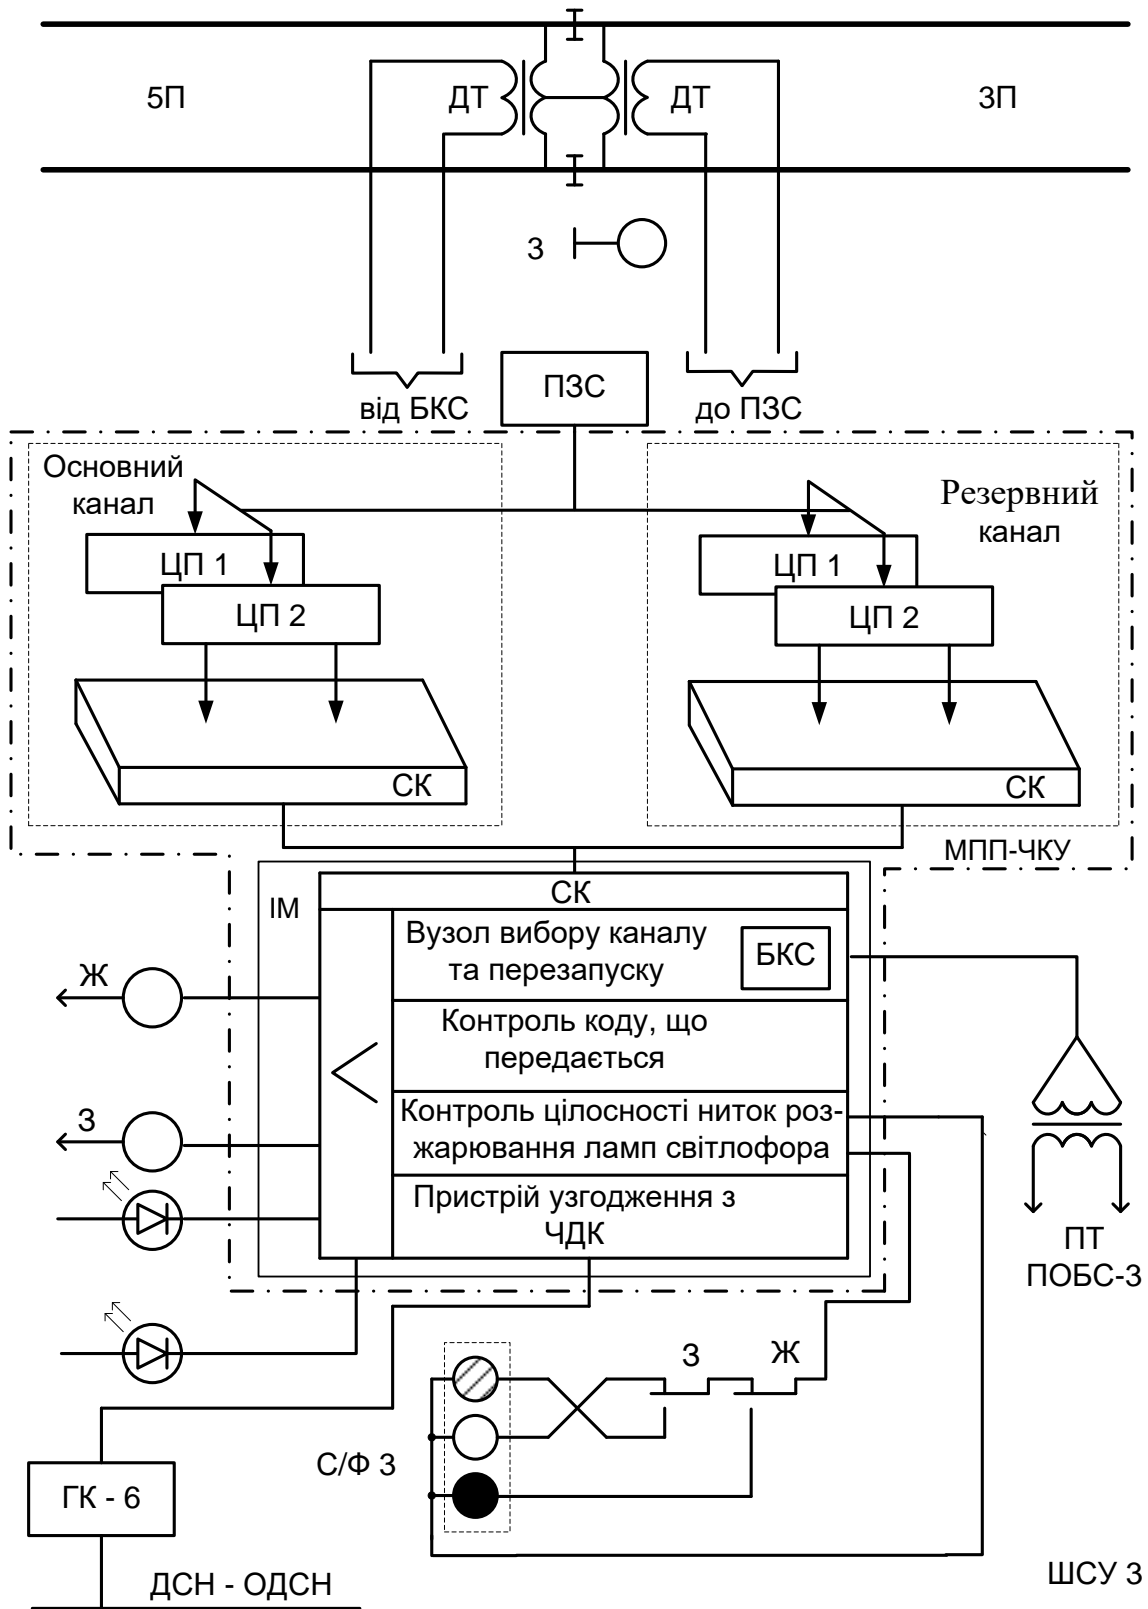 5П
ДТ
ДТ
3П
3
від БКС
ПЗС
до ПЗС
Основний
канал
Резервний
канал
ЦП 1
ЦП 2
ЦП 1
ЦП 2
СК
СК
МПП-ЧКУ
ІМ
СК
Вузол вибору каналу
та перезапуску
БКС
Контроль коду, що
передається
Контроль цілосності ниток роз-
жарювання ламп світлофора
Пристрій узгодження з
ЧДК
Ж
З
ПТ
ПОБС-3
З
Ж
С/Ф 3
ГК - 6
ДСН - ОДСН
ШСУ 3